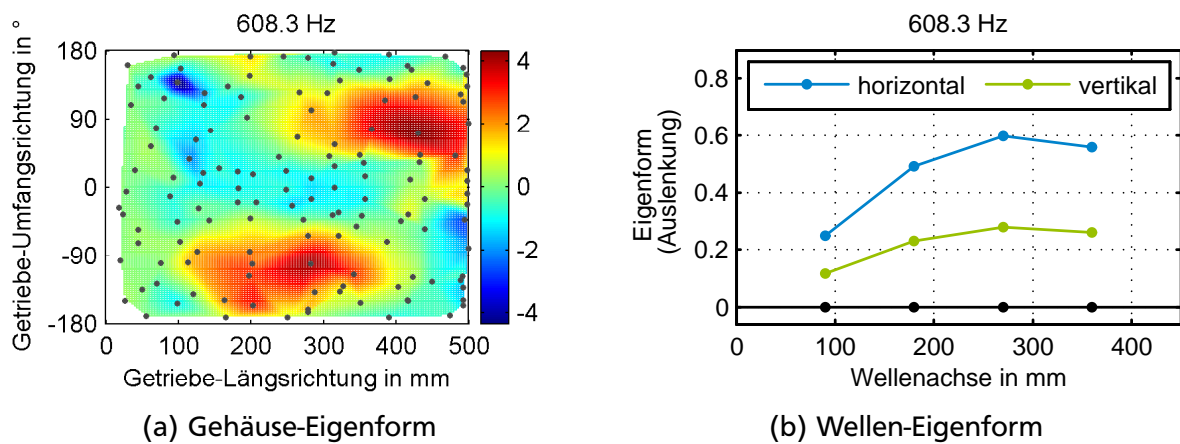 608.3 Hz
Getriebe-Umfangsrichtung in °
180
90
0
-90
-180
0 100 200 300 400 500
Getriebe-Längsrichtung in mm
4
2
0
-2
-4
(a) Gehäuse-Eigenform
608.3 Hz
Eigenform
(Auslenkung)
0.8
0.6
0.4
0.2
0
horizontal vertikal
0 100 200 300 400
Wellenachse in mm
(b) Wellen-Eigenform